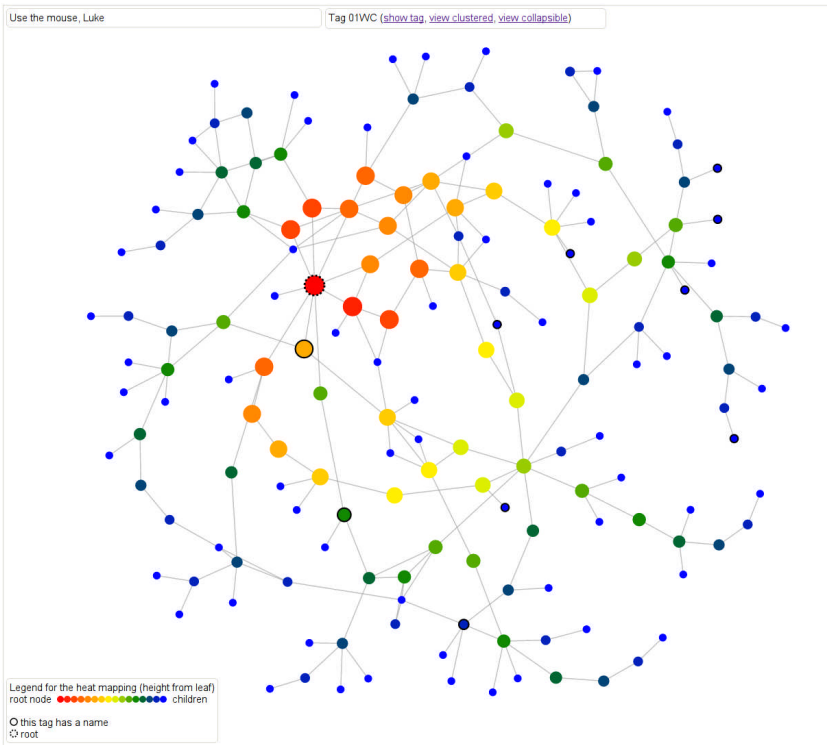 Use the mouse, Luke
Tag 01WC (show tag, view clustered, view collapsible)
Legend for the heat mapping (height from leaf)
root node children
this tag has a name
root